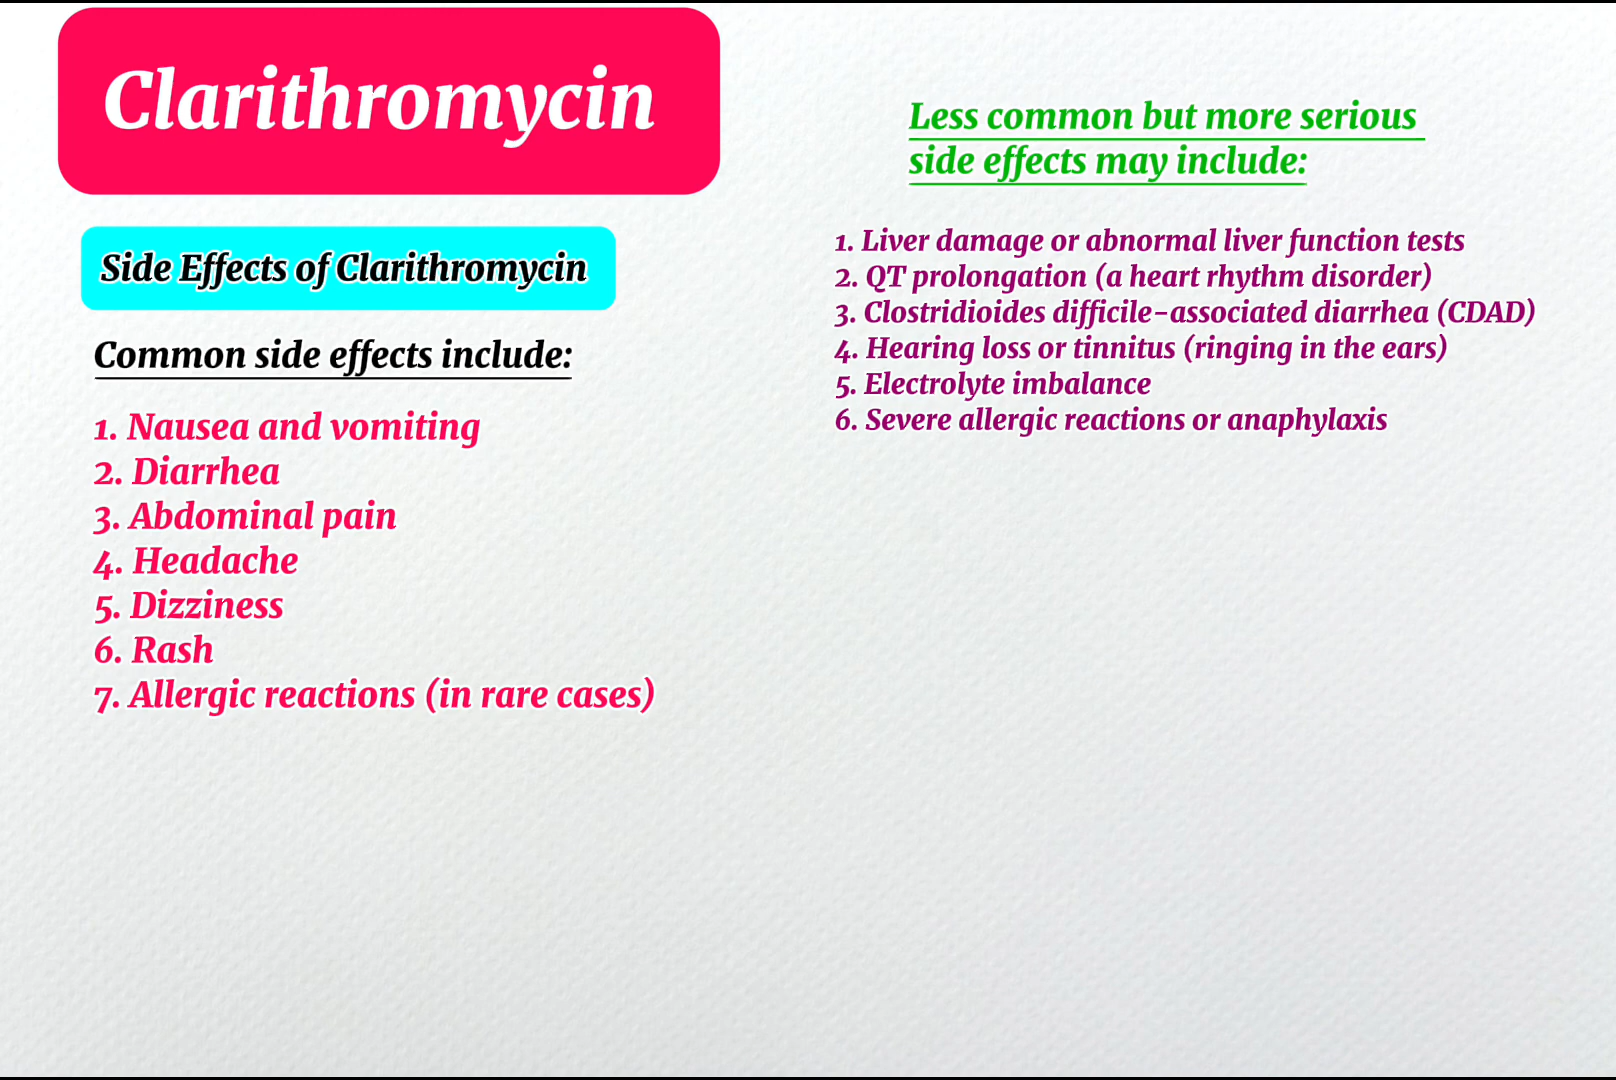 Clarithromycin
Side Effects of Clarithromycin
Common side effects include:
1. Nausea and vomiting
2. Diarrhea
3. Abdominal pain
4. Headache
5. Dizziness
6. Rash
7. Allergic reactions (in rare cases)
Less common but more serious
side effects may include:
1. Liver damage or abnormal liver function tests
2. QT prolongation (a heart rhythm disorder)
3. Clostridioides difficile-associated diarrhea (CDAD)
4. Hearing loss or tinnitus (ringing in the ears)
5. Electrolyte imbalance
6. Severe allergic reactions or anaphylaxis